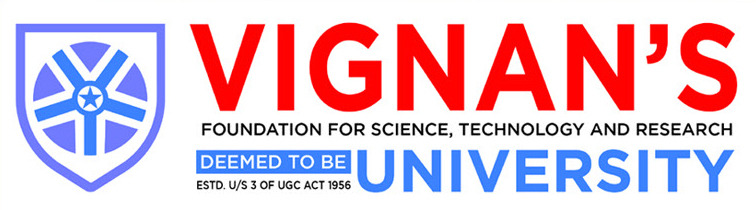 VIGNAN'S
FOUNDATION FOR SCIENCE, TECHNOLOGY AND RESEARCH
DEEMED TO BE UNIVERSITY
ESTD. U/S 3 OF UGC ACT 1956